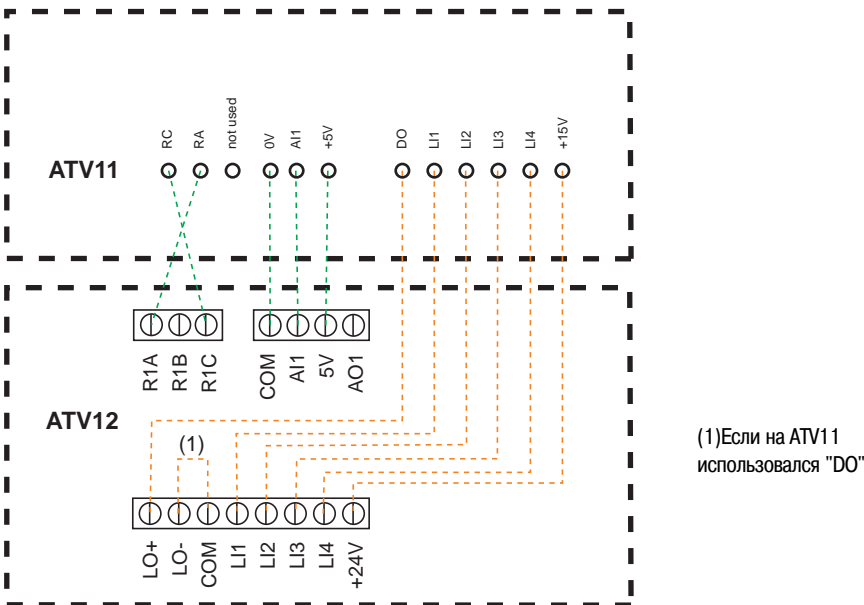 RC RA not used 0V AI1 +5V DO LI1 LI2 LI3 LI4 +15V
ATV11
R1A R1B R1C COM AI1 5V AO1
ATV12
(1)
(1)Если на ATV11
использовался "DO"
LO+ LO- COM LI1 LI2 LI3 LI4 +24V